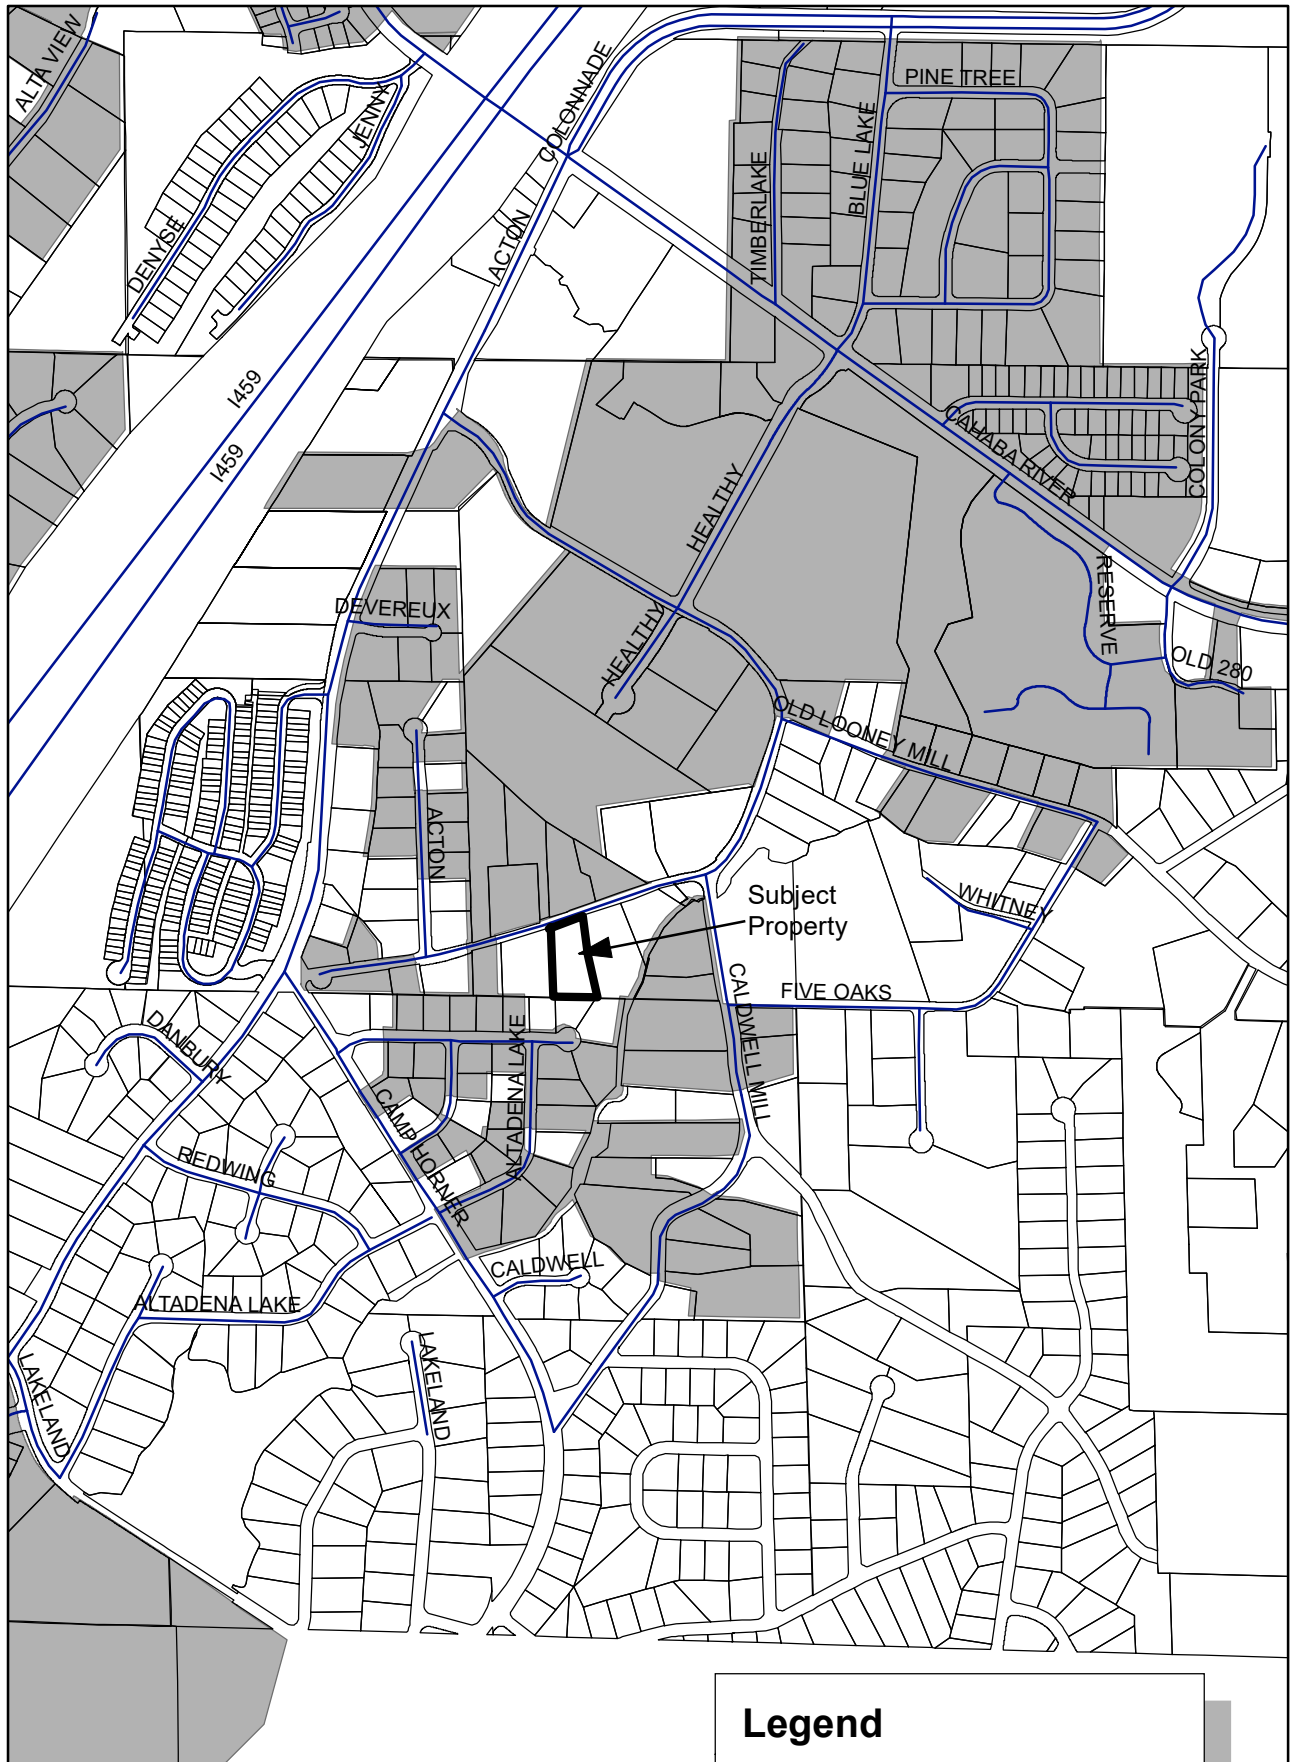 ALTA VIEW
COLONNADE
PINE TREE
JENNY
BLUE LAKE
TIMBERLAKE
DENYSE
ACTON
I459
I459
COLONY PARK
CAHABA RIVER
HEALTHY
RESERVE
DEVEREUX
HEALTHY
OLD 280
OLD LOONEY MILL
ACTON
Subject
Property
WHITNEY
FIVE OAKS
CALDWELL MILL
DANBURY
ALTADENA LAKE
CAMP HORNER
REDWING
CALDWELL
ALTADENA LAKE
LAKELAND
LAKELAND
Legend